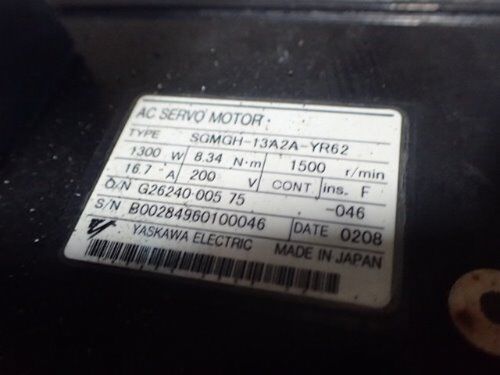 AC SERVO MOTOR
TYPE SGMGH-13A2A-YR62
1300 W 8.34 N·m 1500 r/min
16.7 A 200 V CONT. ins. F
O/N G26240-005 75 -046
S/N B00284960100046 DATE 0208
YASKAWA ELECTRIC MADE IN JAPAN